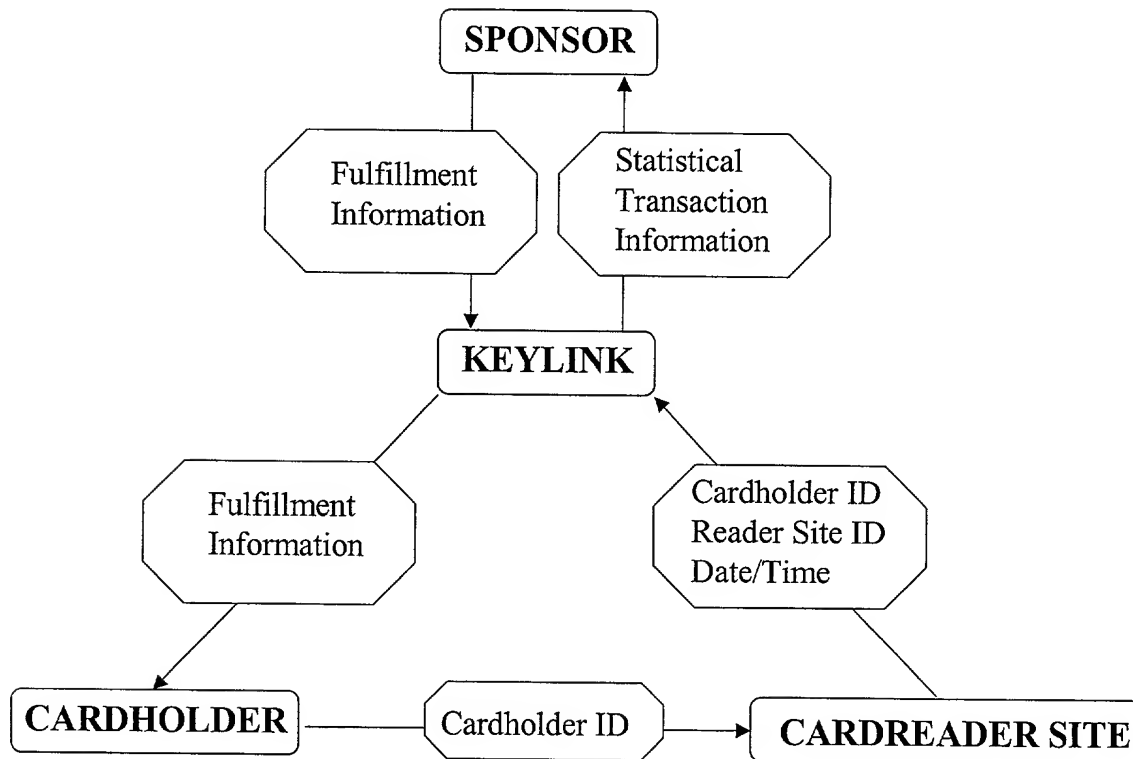 SPONSOR
Fulfillment
Information
Statistical
Transaction
Information
KEYLINK
Fulfillment
Information
Cardholder ID
Reader Site ID
Date/Time
CARDHOLDER
Cardholder ID
CARDREADER SITE